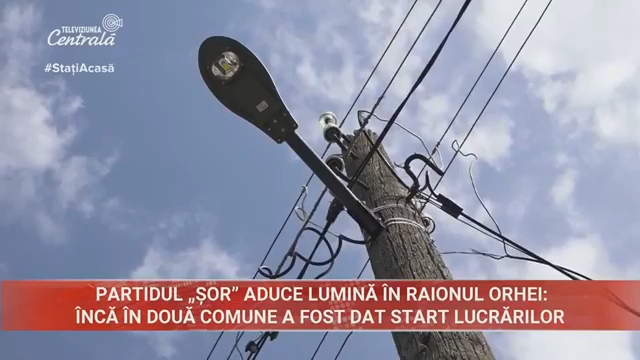 TELEVIZIUNEA
Centrală
#StațiAcasă
PARTIDUL „ȘOR” ADUCE LUMINĂ ÎN RAIONUL ORHEI:
ÎNCĂ ÎN DOUĂ COMUNE A FOST DAT START LUCRĂRILOR